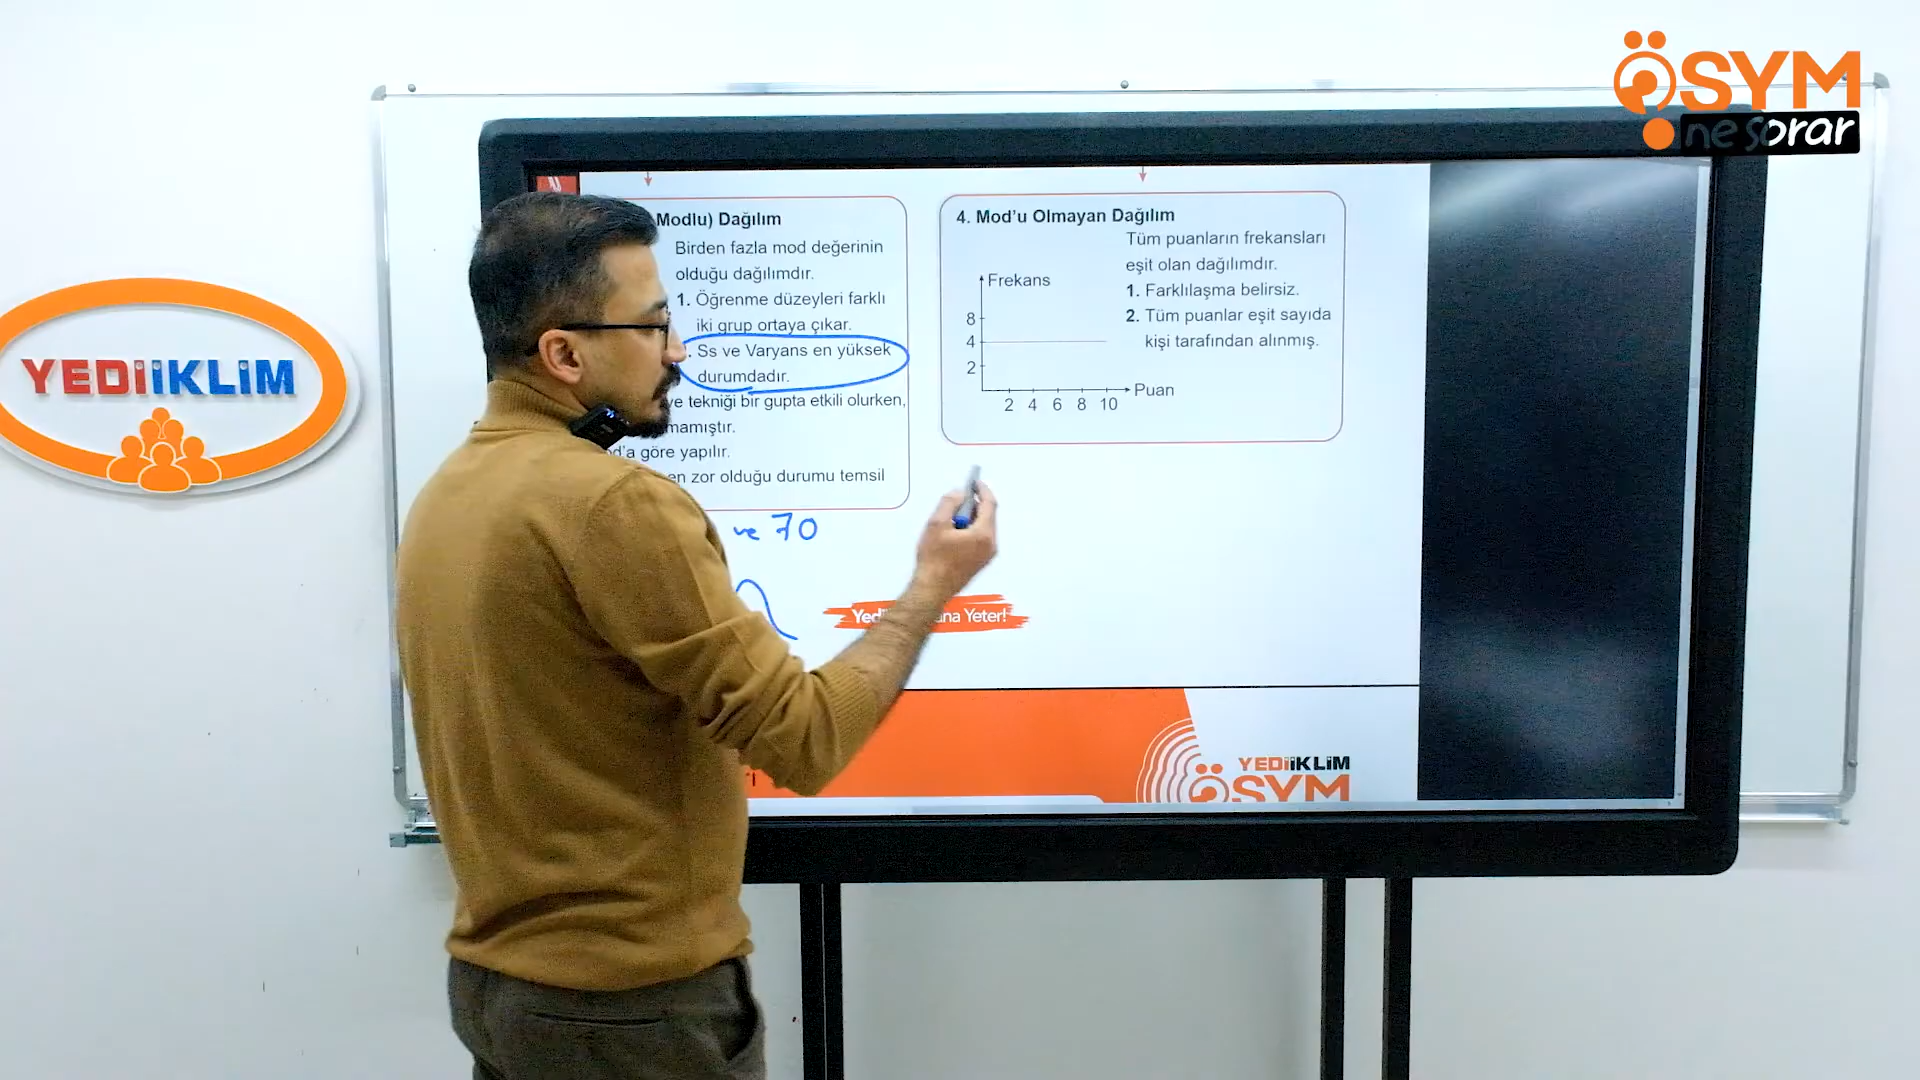 ÖSYM
ne sorar
YEDİİKLİM
Modlu) Dağılım
Birden fazla mod değerinin
olduğu dağılımdır.
1. Öğrenme düzeyleri farklı
iki grup ortaya çıkar.
. Ss ve Varyans en yüksek
durumdadır.
ve tekniği bir gupta etkili olurken,
mamıştır.
od'a göre yapılır.
en zor olduğu durumu temsil
ve 70
4. Mod'u Olmayan Dağılım
Tüm puanların frekansları
eşit olan dağılımdır.
1. Farklılaşma belirsiz.
2. Tüm puanlar eşit sayıda
kişi tarafından alınmış.
Frekans
8
4
2
2 4 6 8 10
Puan
Yeter!
YEDİİKLİM
ÖSYM